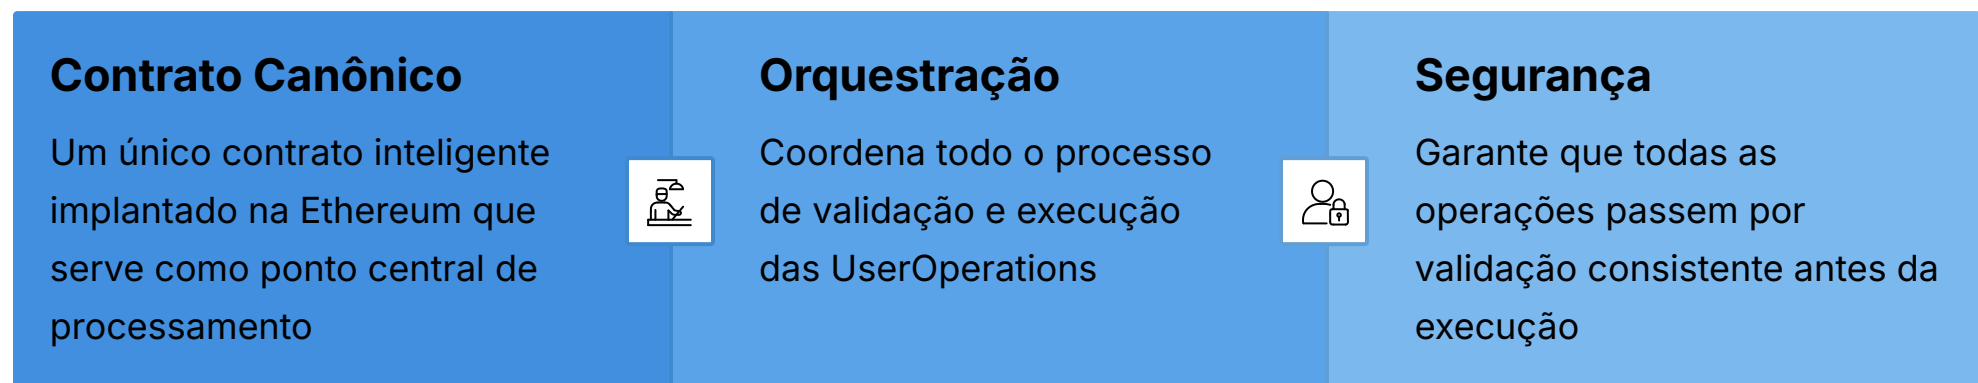 Contrato Canônico
Um único contrato inteligente
implantado na Ethereum que
serve como ponto central de
processamento
Orquestração
Coordena todo o processo
de validação e execução
das UserOperations
Segurança
Garante que todas as
operações passem por
validação consistente antes da
execução